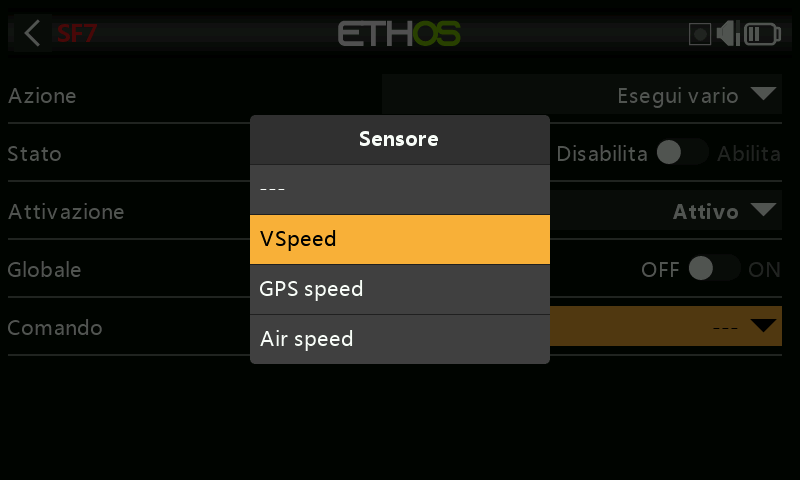 SF7 ETHOS
Azione Esegui vario
Sensore
Stato Disabilita Abilita
---
Attivazione Attivo
VSpeed
Globale OFF ON
GPS speed
Comando ---
Air speed